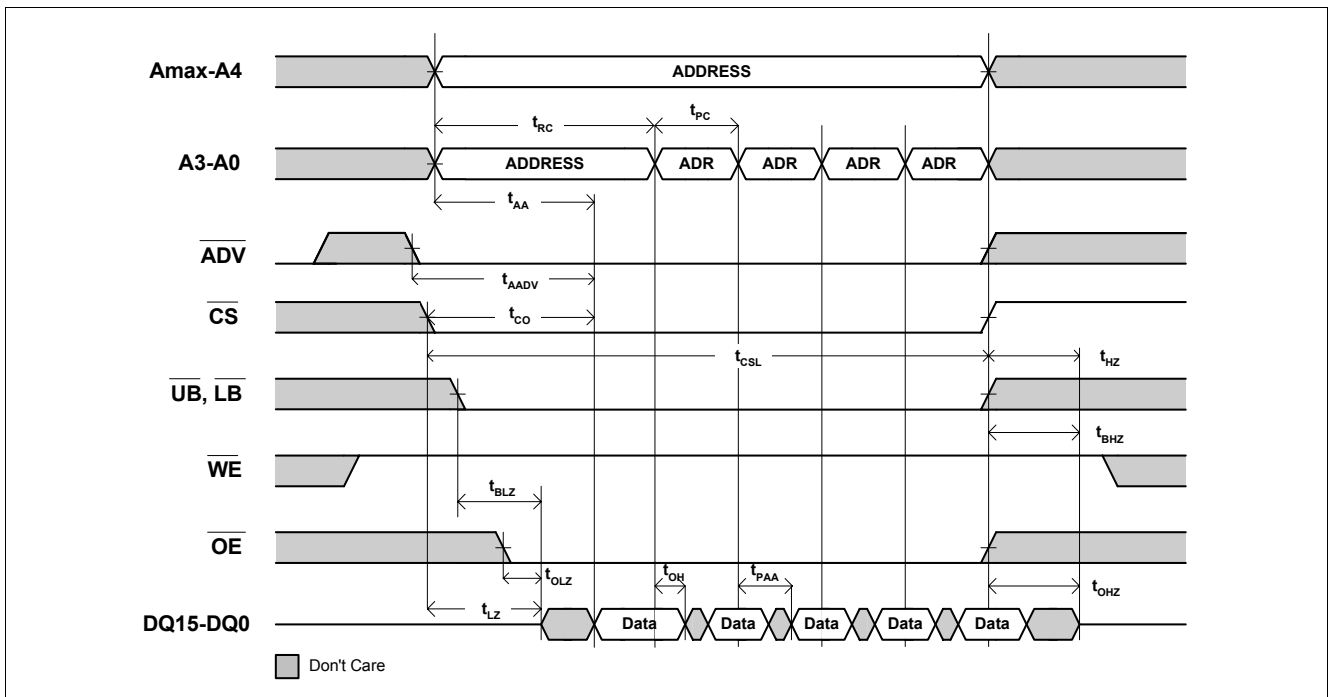 Amax-A4
ADDRESS
tRC
tPC
A3-A0
ADDRESS
ADR
ADR
ADR
ADR
tAA
ADV
tAADV
CS
tCO
tCSL
tHZ
UB, LB
tBHZ
WE
tBLZ
OE
tOLZ
tOH
tPAA
tOHZ
tLZ
DQ15-DQ0
Data
Data
Data
Data
Data
Don't Care